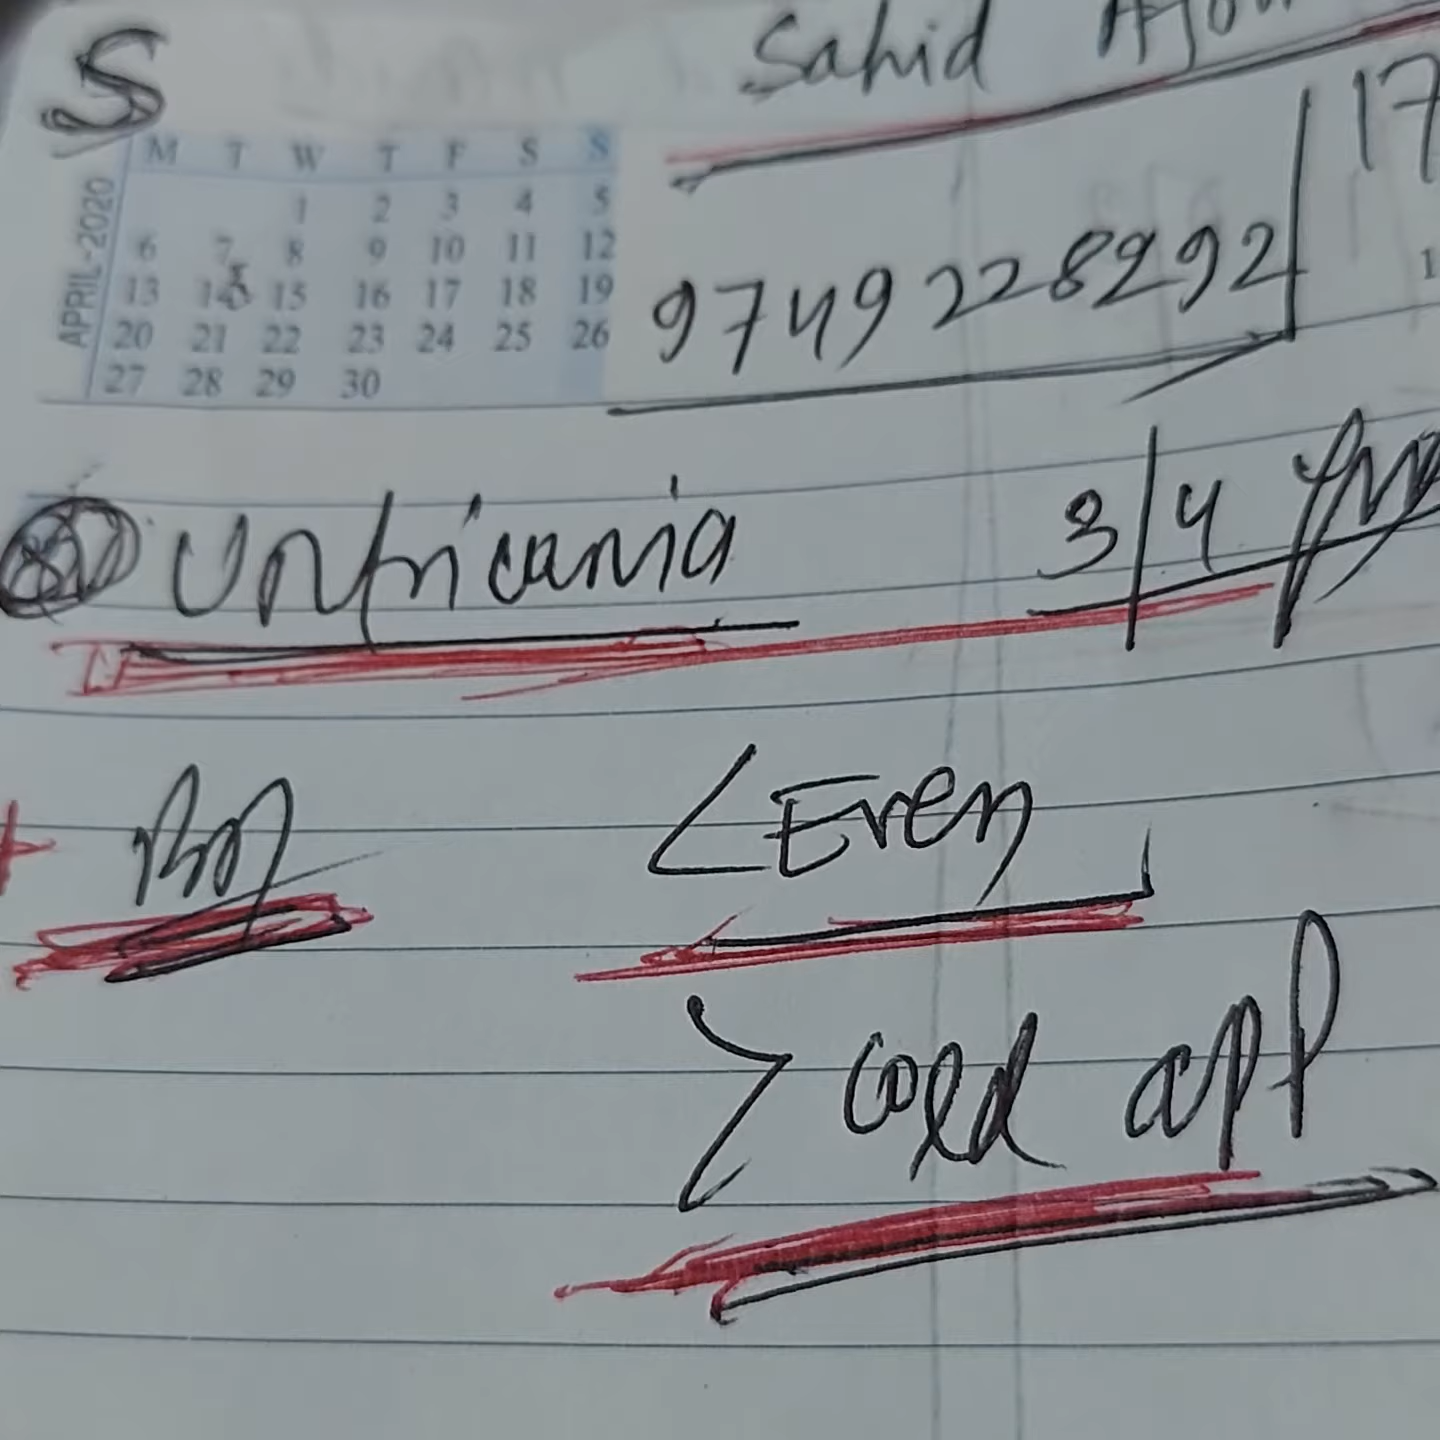 S
Sahid
17
M T W T F S S
APRIL-2020
1 2 3 4 5
6 7 8 9 10 11 12
13 14 15 16 17 18 19
20 21 22 23 24 25 26
27 28 29 30
9749228292
Unfricania 3/4
< Even
> cold app